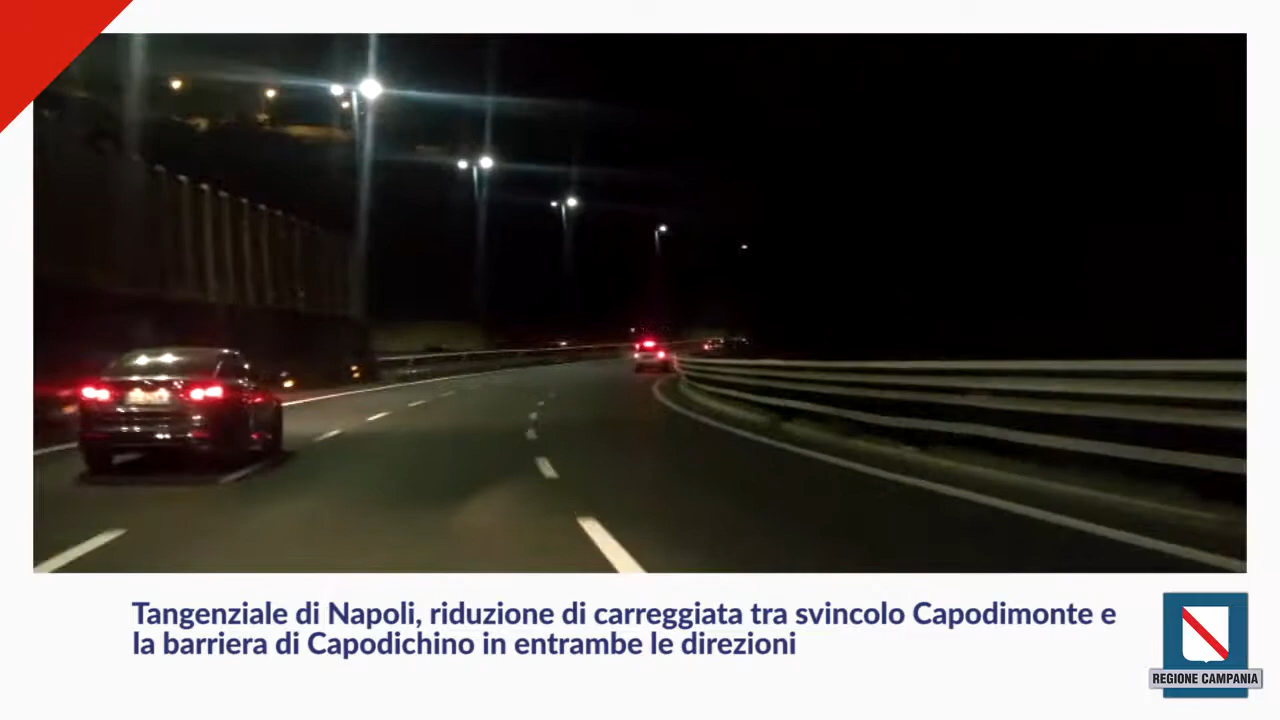 Tangenziale di Napoli, riduzione di carreggiata tra svincolo Capodimonte e
la barriera di Capodichino in entrambe le direzioni
REGIONE CAMPANIA